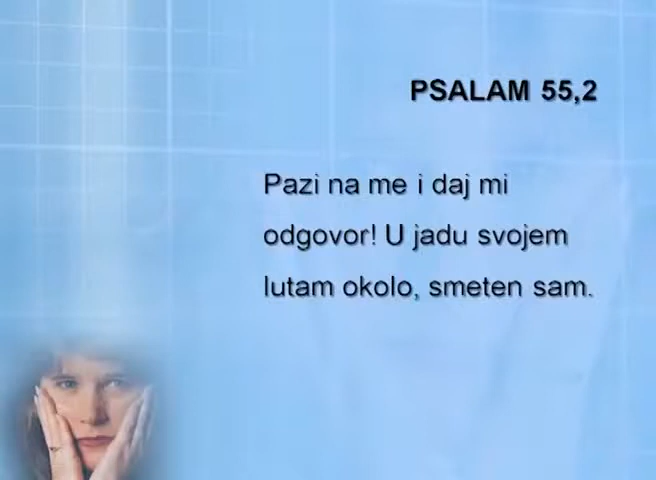 PSALAM 55,2
Pazi na me i daj mi
odgovor! U jadu svojem
lutam okolo, smeten sam.